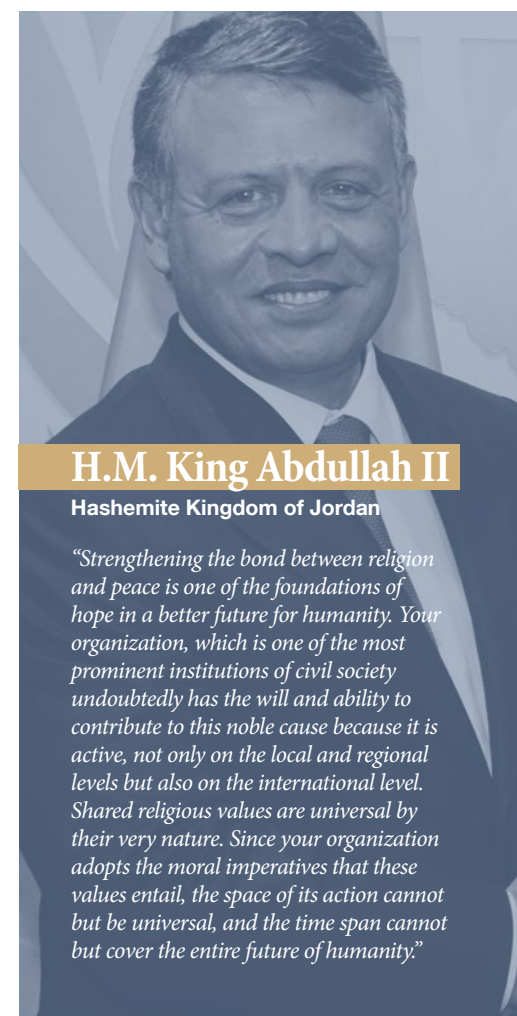 H.M. King Abdullah II
Hashemite Kingdom of Jordan
“Strengthening the bond between religion
and peace is one of the foundations of
hope in a better future for humanity. Your
organization, which is one of the most
prominent institutions of civil society
undoubtedly has the will and ability to
contribute to this noble cause because it is
active, not only on the local and regional
levels but also on the international level.
Shared religious values are universal by
their very nature. Since your organization
adopts the moral imperatives that these
values entail, the space of its action cannot
but be universal, and the time span cannot
but cover the entire future of humanity.”